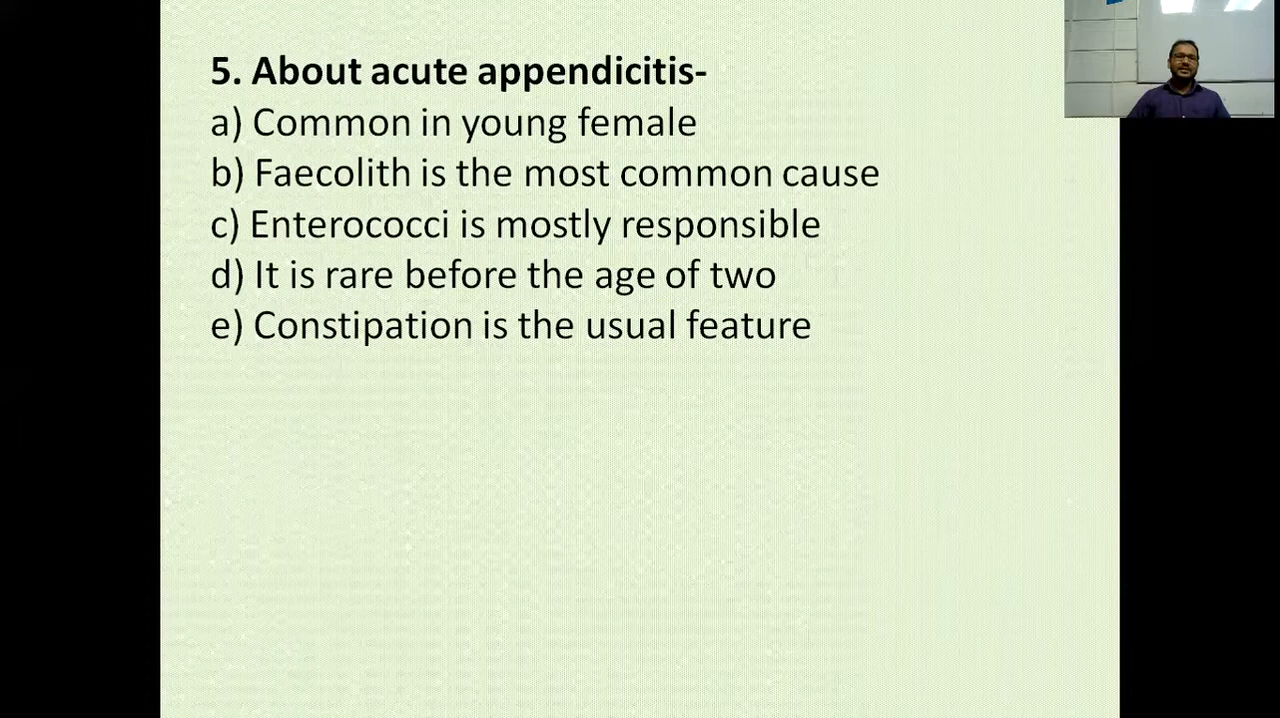 5. About acute appendicitis-
a) Common in young female
b) Faecolith is the most common cause
c) Enterococci is mostly responsible
d) It is rare before the age of two
e) Constipation is the usual feature